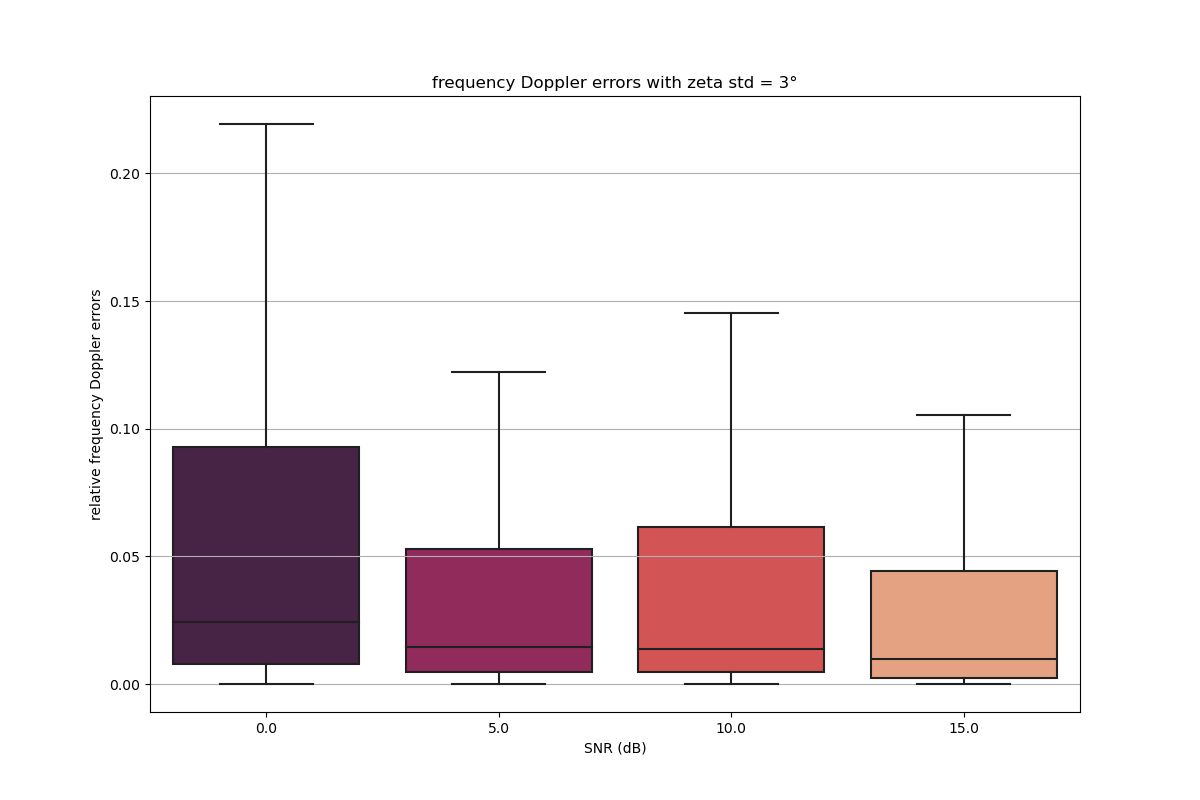 frequency Doppler errors with zeta std = 3°
relative frequency Doppler errors
0.20
0.15
0.10
0.05
0.00
0.0 5.0 10.0 15.0
SNR (dB)